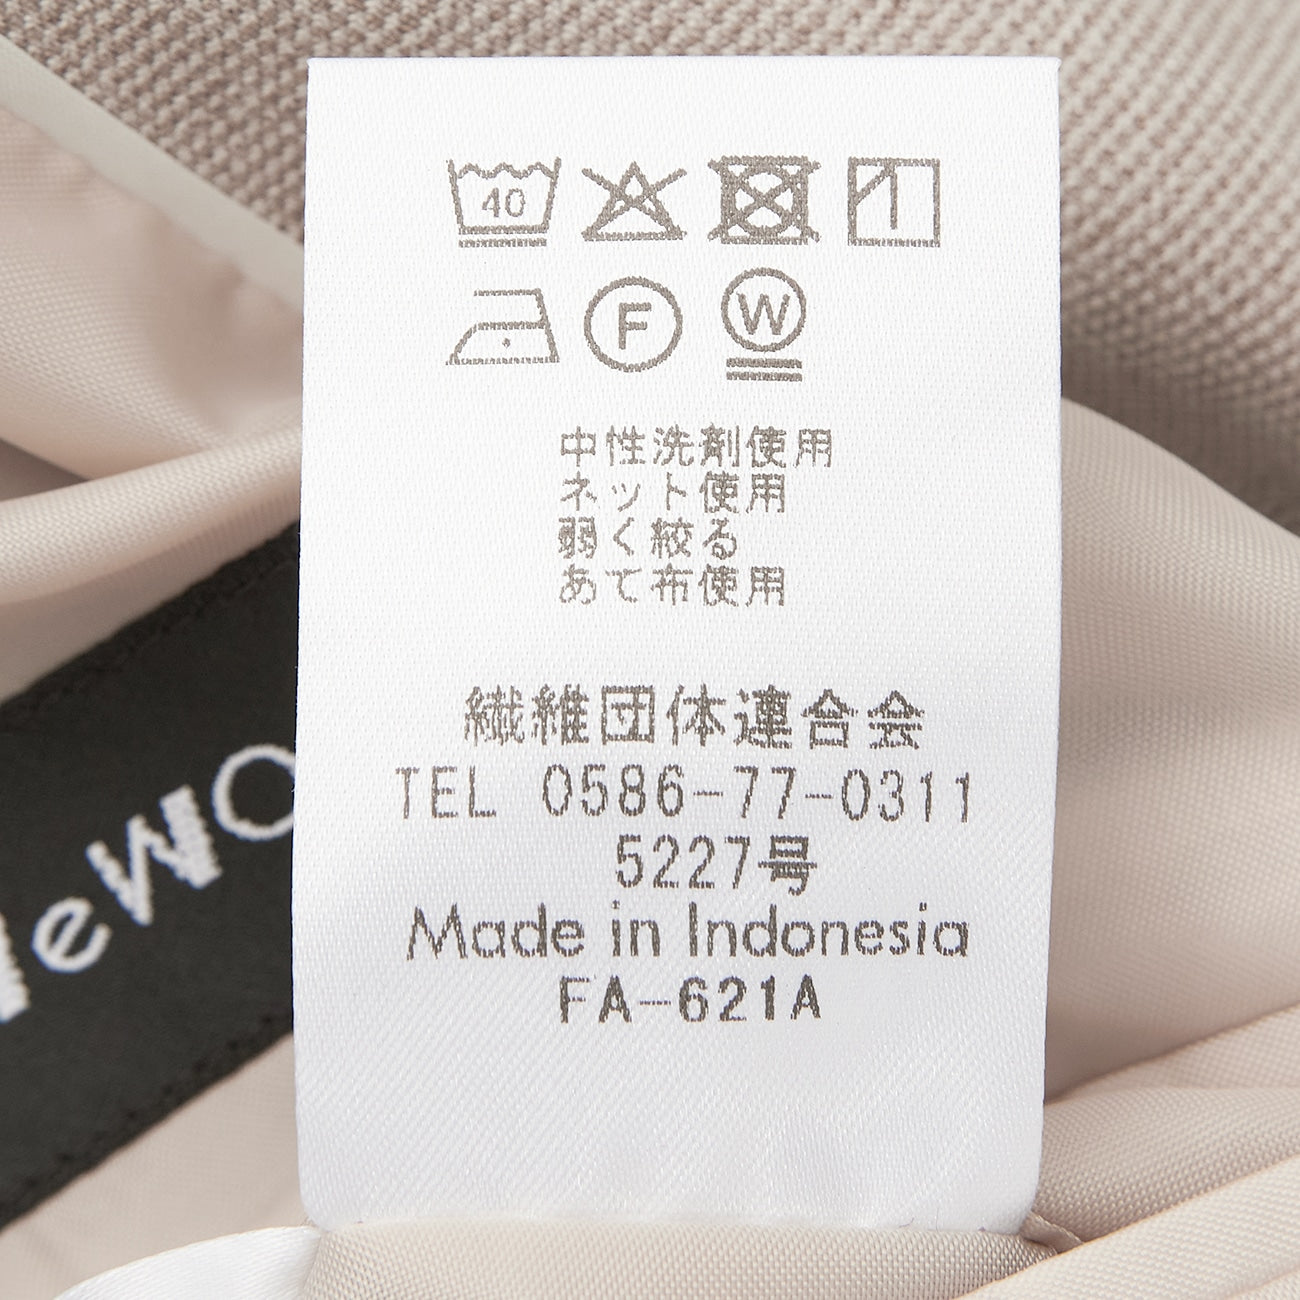 40
F W
中性洗剤使用
ネット使用
弱く絞る
あて布使用
繊維団体連合会
TEL 0586-77-0311
5227号
Made in Indonesia
FA-621A
eWO